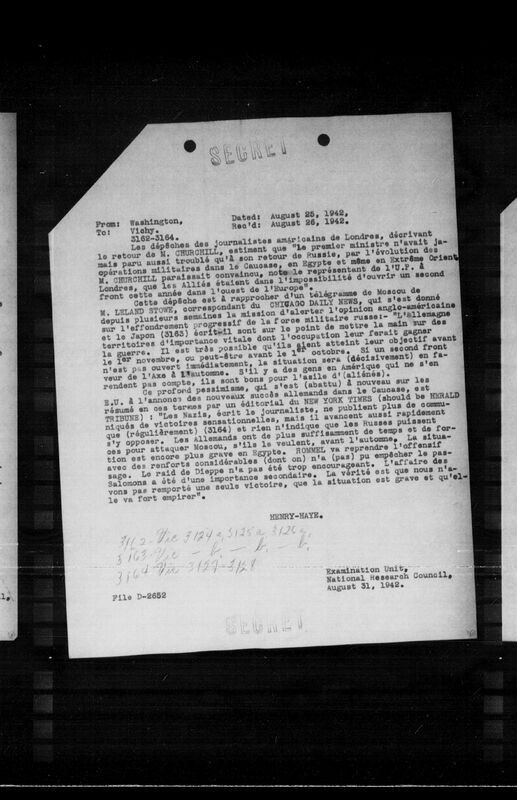 SECRET
From: Washington, Dated: August 25, 1942,
To: Vichy. Rec'd: August 26, 1942.
3162-3164.
Les dépêches des journalistes américains de Londres, décrivant
le retour de M. CHURCHILL, estiment que "Le premier ministre n'avait ja-
mais paru aussi troublé qu'à son retour de Russie, par l'évolution des
opérations militaires dans le Caucase, en Egypte et même en Extrême Orient
M. CHURCHILL paraissait convaincu, note le représentant de l'U.P. à
Londres, que les Alliés étaient dans l'impossibilité d'ouvrir un second
front cette année dans l'ouest de l'Europe".
Cette dépêche est à rapprocher d'un télégramme de Moscou de
M. LELAND STOWE, correspondant du CHICAGO DAILY NEWS, qui s'est donné
depuis plusieurs semaines la mission d'alerter l'opinion anglo-américaine
sur l'effondrement progressif de la force militaire russe:- "L'Allemagne
et le Japon (3163) écrit-il sont sur le point de mettre la main sur des
territoires d'importance vitale dont l'occupation leur ferait gagner
la guerre. Il est très possible qu'ils aient atteint leur objectif avant
le 1er novembre, ou peut-être avant le 1er octobre. Si un second front
n'est pas ouvert immédiatement, la situation sera (décisivement) en fa-
veur de l'Axe à l'automne. S'il y a des gens en Amérique qui ne s'en
rendent pas compte, ils sont bons pour l'asile d'(aliénés).
Ce profond pessimisme, qui s'est (abattu) à nouveau sur les
E.U. à l'annonce des nouveaux succès allemands dans le Caucase, est
résumé en ces termes par un éditorial du NEW YORK TIMES (should be HERALD
TRIBUNE) : "Les Nazis, écrit le journaliste, ne publient plus de commu-
niqués de victoires sensationnelles, mais il avancent aussi rapidement
que (régulièrement) (3164) et rien n'indique que les Russes puissent
s'y opposer. Les Allemands ont de plus suffisamment de temps et de for-
ces pour attaquer Moscou, s'ils le veulent, avant l'automne. La situa-
tion est encore plus grave en Egypte. ROMMEL va reprendre l'offensif
avec des renforts considérables (dont on) n'a (pas) pu empêcher le pas-
sage. Le raid de Dieppe n'a pas été trop encourageant. L'affaire des
Salomons a été d'une importance secondaire. La vérité est que nous n'a-
vons pas remporté une seule victoire, que la situation est grave et qu'el-
le va fort empirer".
HENRY-HAYE.
3162-Vic 3124a, 3125a, 3126a,
3163-Vic - b, - b, - b,
3164 Vic 3127-3128
Examination Unit,
National Research Council,
August 31, 1942.
File D-2652
SECRET